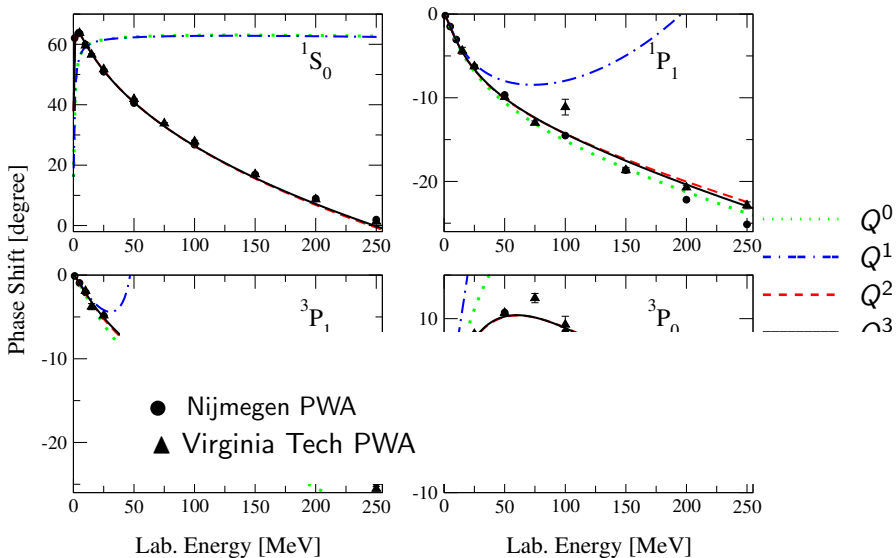 60
40
20
0
0 50 100 150 200 250
¹S₀
0
-10
-20
0 50 100 150 200 250
¹P₁
Phase Shift [degree]
Q⁰
Q¹
Q²
Q³
0
-10
-20
³P₁
10
-10
³P₀
Nijmegen PWA
Virginia Tech PWA
0 50 100 150 200 250
0 50 100 150 200 250
Lab. Energy [MeV]
Lab. Energy [MeV]